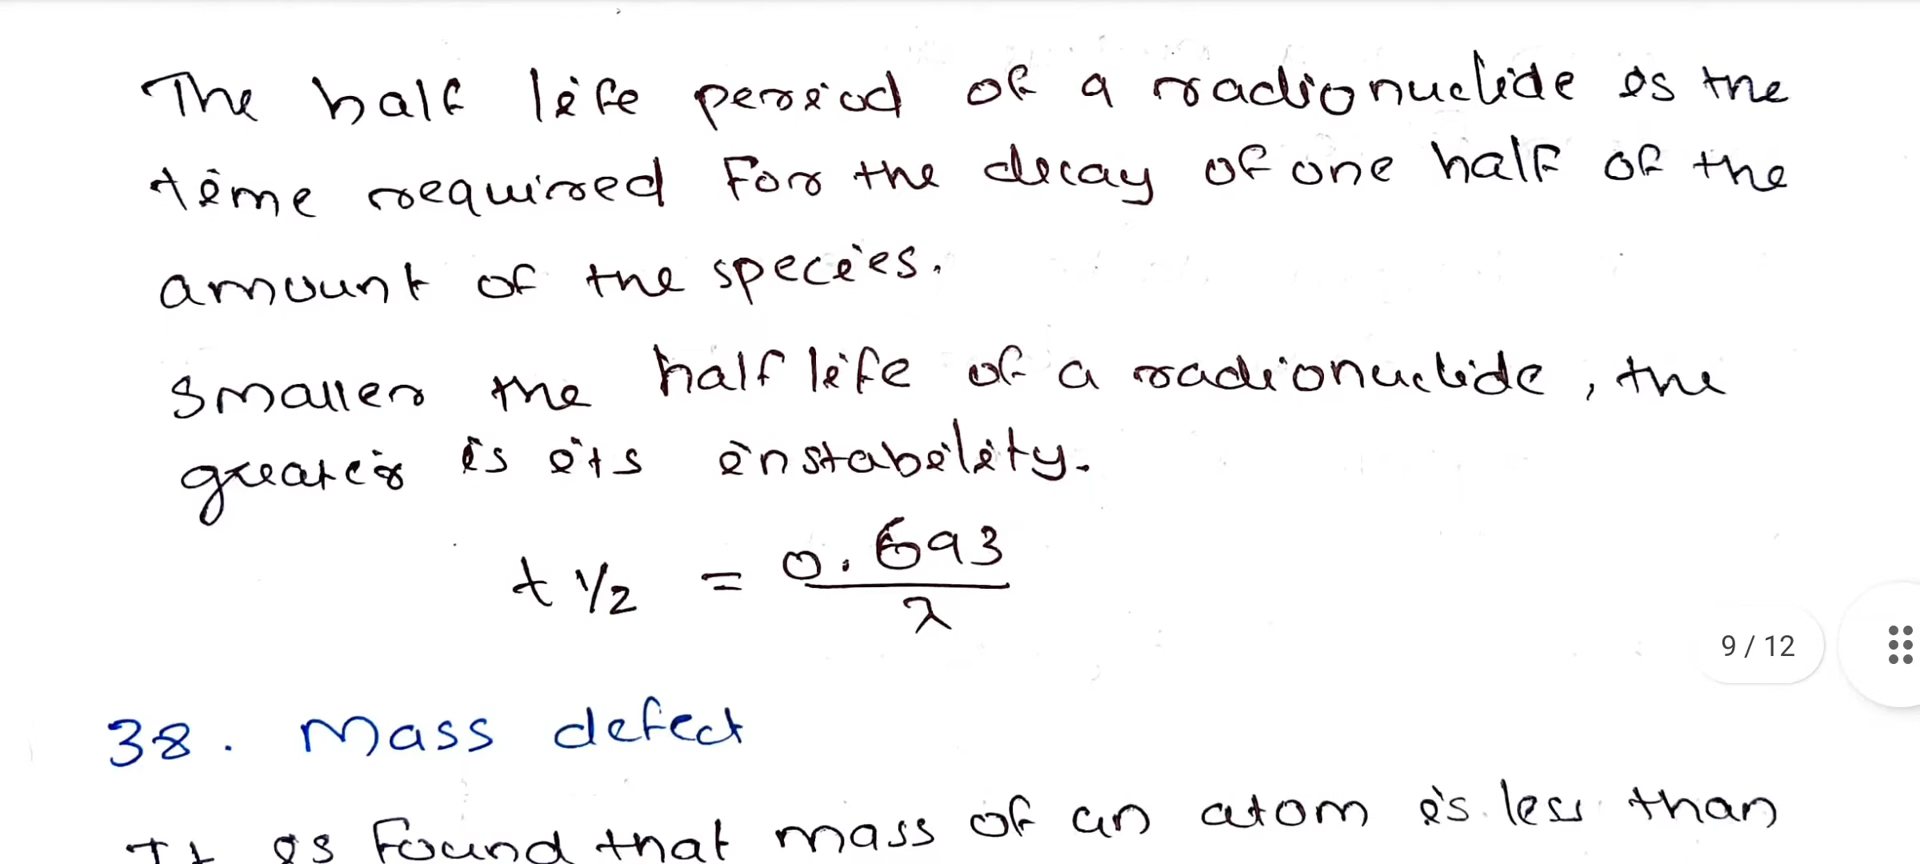 The half life period of a radionuclide is the
time required For the decay of one half of the
amount of the species.
Smaller the half life of a radionuclide, the
greater is its instability.
t 1/2 = 0.693/λ
9 / 12
38. Mass defect
It is found that mass of an atom is less than